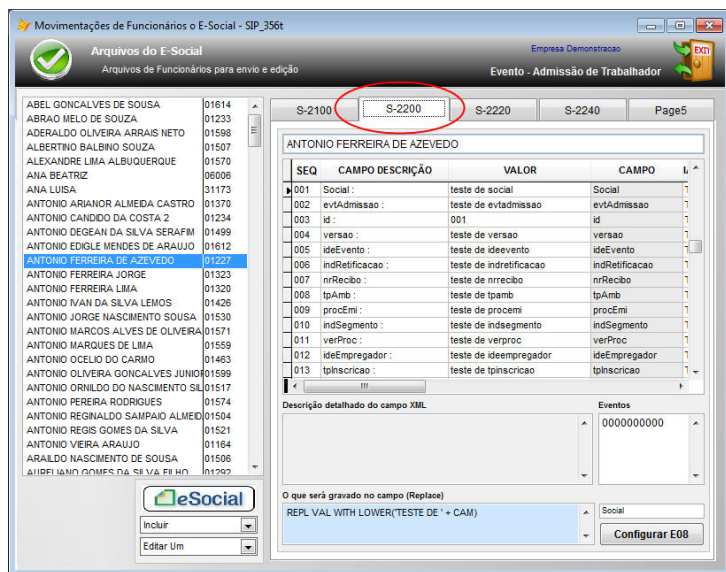 Movimentações de Funcionários o E-Social - SIP_356t
Arquivos do E-Social
Arquivos de Funcionários para envio e edição
Empresa Demonstracao
Evento - Admissão de Trabalhador
EXIT
ABEL GONCALVES DE SOUSA 01614
ABRAO MELO DE SOUZA 01233
ADERALDO OLIVEIRA ARRAIS NETO 01598
ALBERTINO BALBINO SOUZA 01507
ALEXANDRE LIMA ALBUQUERQUE 01570
ANA BEATRIZ 06006
ANA LUISA 31173
ANTONIO ARIANOR ALMEIDA CASTRO 01370
ANTONIO CANDIDO DA COSTA 2 01234
ANTONIO DEGEAN DA SILVA SERAFIM 01499
ANTONIO EDIGLE MENDES DE ARAUJO 01612
ANTONIO FERREIRA DE AZEVEDO 01227
ANTONIO FERREIRA JORGE 01323
ANTONIO FERREIRA LIMA 01320
ANTONIO IVAN DA SILVA LEMOS 01426
ANTONIO JORGE NASCIMENTO SOUSA 01530
ANTONIO MARCOS ALVES DE OLIVEIRA 01571
ANTONIO MARQUES DE LIMA 01559
ANTONIO OCELIO DO CARMO 01463
ANTONIO OLIVEIRA GONCALVES JUNIOR 01599
ANTONIO ORNILDO DO NASCIMENTO SIL 01517
ANTONIO PEREIRA RODRIGUES 01574
ANTONIO REGINALDO SAMPAIO ALMEID 01504
ANTONIO REGIS GOMES DA SILVA 01521
ANTONIO VIEIRA ARAUJO 01164
ARAILDO NASCIMENTO DE SOUSA 01506
AURELIANO GOMES DA SILVA FILHO 01292
eSocial
Incluir
Editar Um
S-2100 S-2200 S-2220 S-2240 Page5
ANTONIO FERREIRA DE AZEVEDO
SEQ CAMPO DESCRIÇÃO VALOR CAMPO
001 Social : teste de social Social
002 evtAdmissao : teste de evtadmissao evtAdmissao
003 id : 001 id
004 versao : teste de versao versao
005 ideEvento : teste de ideevento ideEvento
006 indRetificacao : teste de indretificacao indRetificacao
007 nrRecibo : teste de nrrecibo nrRecibo
008 tpAmb : teste de tpamb tpAmb
009 procEmi : teste de procemi procEmi
010 indSegmento : teste de indsegmento indSegmento
011 verProc : teste de verproc verProc
012 ideEmpregador : teste de ideempregador ideEmpregador
013 tpInscricao : teste de tpinscricao tpInscricao
Descrição detalhado do campo XML
Eventos
0000000000
O que será gravado no campo (Replace)
REPL VAL WITH LOWER('TESTE DE ' + CAM)
Social
Configurar E08